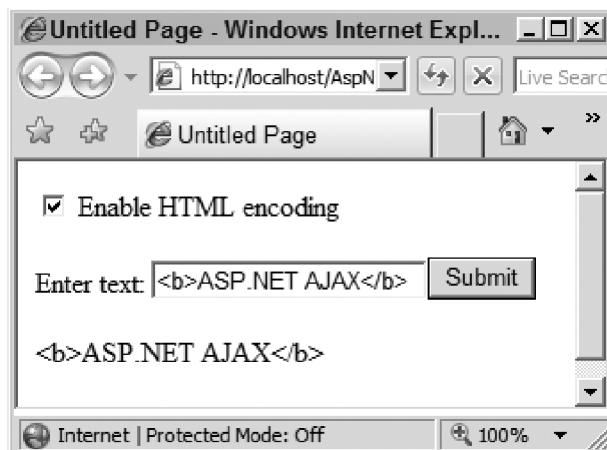 Untitled Page - Windows Internet Expl...
http://localhost/AspN
Live Searc
Untitled Page
»
Enable HTML encoding
Enter text: <b>ASP.NET AJAX</b> Submit
<b>ASP.NET AJAX</b>
Internet | Protected Mode: Off 100%